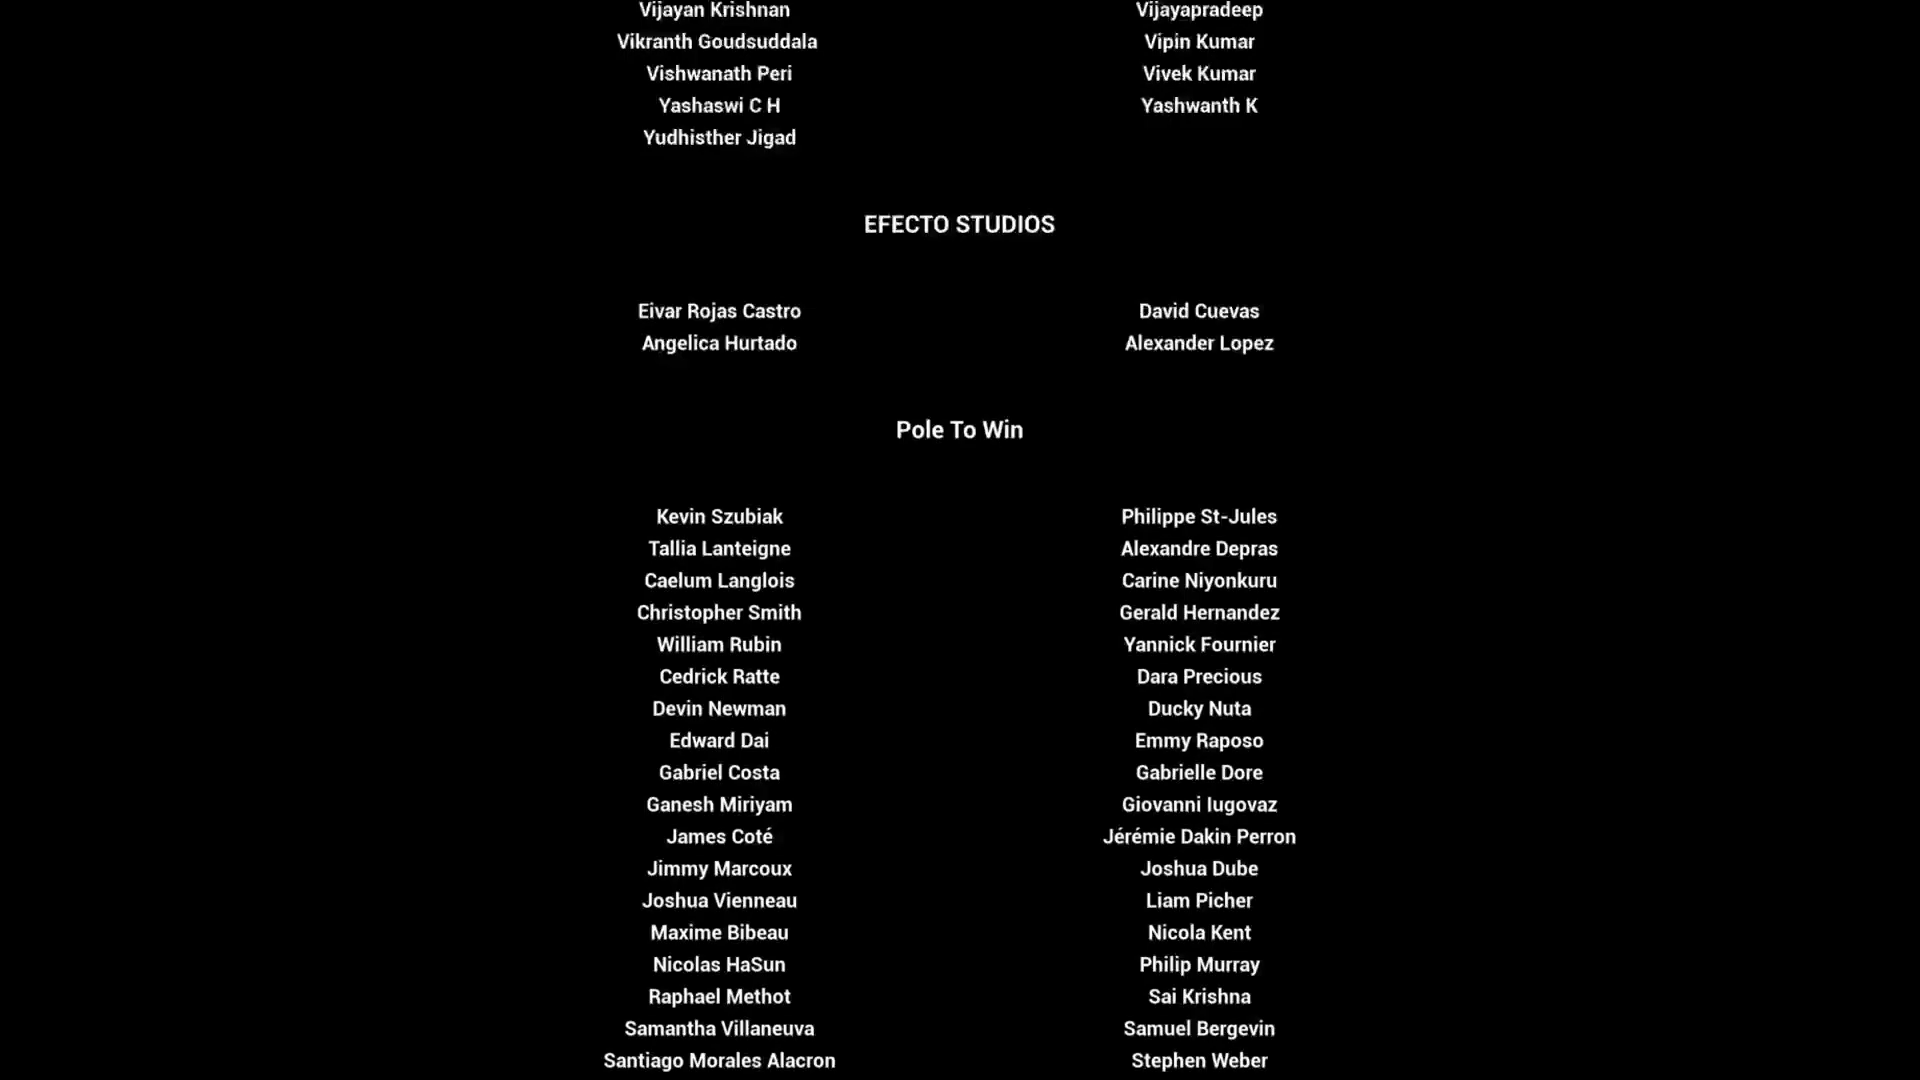 Vijayan Krishnan Vijayapradeep
Vikranth Goudsuddala Vipin Kumar
Vishwanath Peri Vivek Kumar
Yashaswi C H Yashwanth K
Yudhisther Jigad
EFECTO STUDIOS
Eivar Rojas Castro David Cuevas
Angelica Hurtado Alexander Lopez
Pole To Win
Kevin Szubiak Philippe St-Jules
Tallia Lanteigne Alexandre Depras
Caelum Langlois Carine Niyonkuru
Christopher Smith Gerald Hernandez
William Rubin Yannick Fournier
Cedrick Ratte Dara Precious
Devin Newman Ducky Nuta
Edward Dai Emmy Raposo
Gabriel Costa Gabrielle Dore
Ganesh Miriyam Giovanni Iugovaz
James Coté Jérémie Dakin Perron
Jimmy Marcoux Joshua Dube
Joshua Vienneau Liam Picher
Maxime Bibeau Nicola Kent
Nicolas HaSun Philip Murray
Raphael Methot Sai Krishna
Samantha Villaneuva Samuel Bergevin
Santiago Morales Alacron Stephen Weber